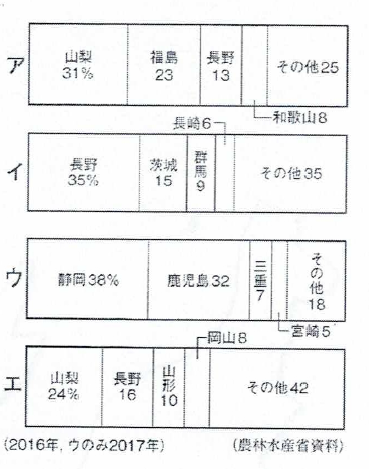 ア
山梨 31%
福島 23
長野 13
その他25
和歌山8
長崎6
イ
長野 35%
茨城 15
群馬 9
その他35
ウ
静岡38%
鹿児島32
三重7
その他18
宮崎5
岡山8
エ
山梨 24%
長野 16
山形 10
その他42
(2016年,ウのみ2017年)
(農林水産省資料)